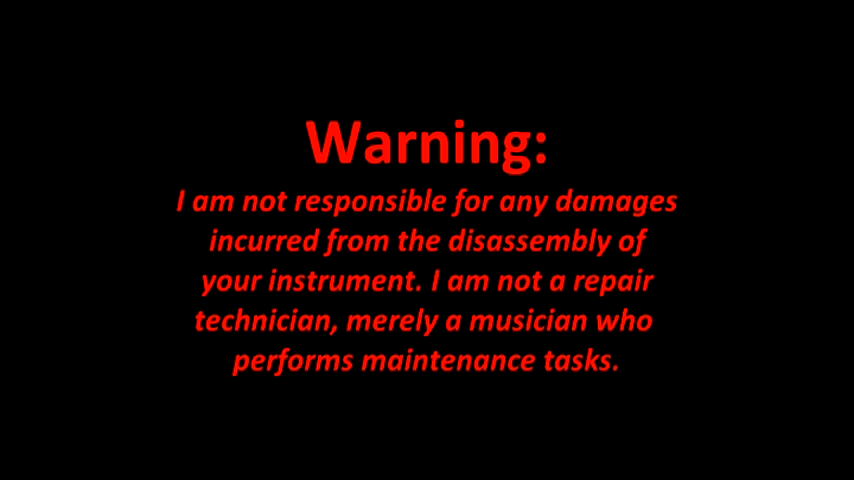 Warning:
I am not responsible for any damages
incurred from the disassembly of
your instrument. I am not a repair
technician, merely a musician who
performs maintenance tasks.